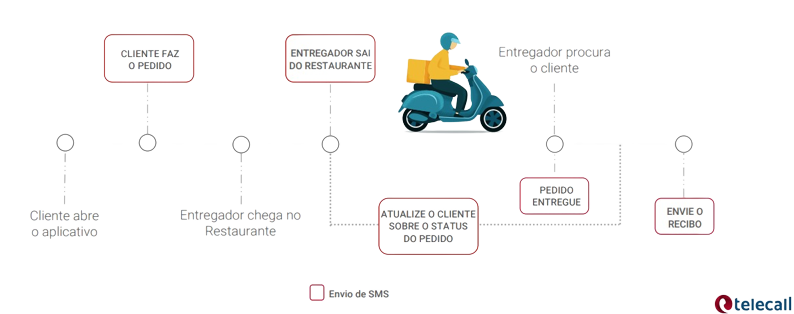 CLIENTE FAZ
O PEDIDO
ENTREGADOR SAI
DO RESTAURANTE
Entregador procura
o cliente
Cliente abre
o aplicativo
Entregador chega no
Restaurante
ATUALIZE O CLIENTE
SOBRE O STATUS
DO PEDIDO
PEDIDO
ENTREGUE
ENVIE O
RECIBO
Envio de SMS
telecall